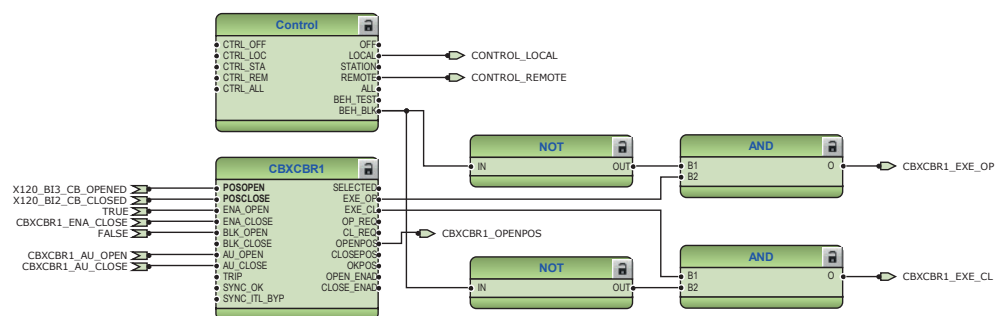 Control
CTRL_OFF OFF
CTRL_LOC LOCAL CONTROL_LOCAL
CTRL_STA STATION
CTRL_REM REMOTE CONTROL_REMOTE
CTRL_ALL ALL
BEH_TEST
BEH_BLK
NOT AND
IN OUT B1 O CBXCBR1_EXE_OP
B2
CBXCBR1
X120_BI3_CB_OPENED POSOPEN SELECTED
X120_BI2_CB_CLOSED POSCLOSE EXE_OP
TRUE ENA_OPEN EXE_CL
CBXCBR1_ENA_CLOSE ENA_CLOSE OP_REQ
FALSE BLK_OPEN CL_REQ
BLK_CLOSE OPENPOS CBXCBR1_OPENPOS
CBXCBR1_AU_OPEN AU_OPEN CLOSEPOS
CBXCBR1_AU_CLOSE AU_CLOSE OKPOS
TRIP OPEN_ENAD
SYNC_OK CLOSE_ENAD
SYNC_ITL_BYP
NOT AND
IN OUT B1 O CBXCBR1_EXE_CL
B2